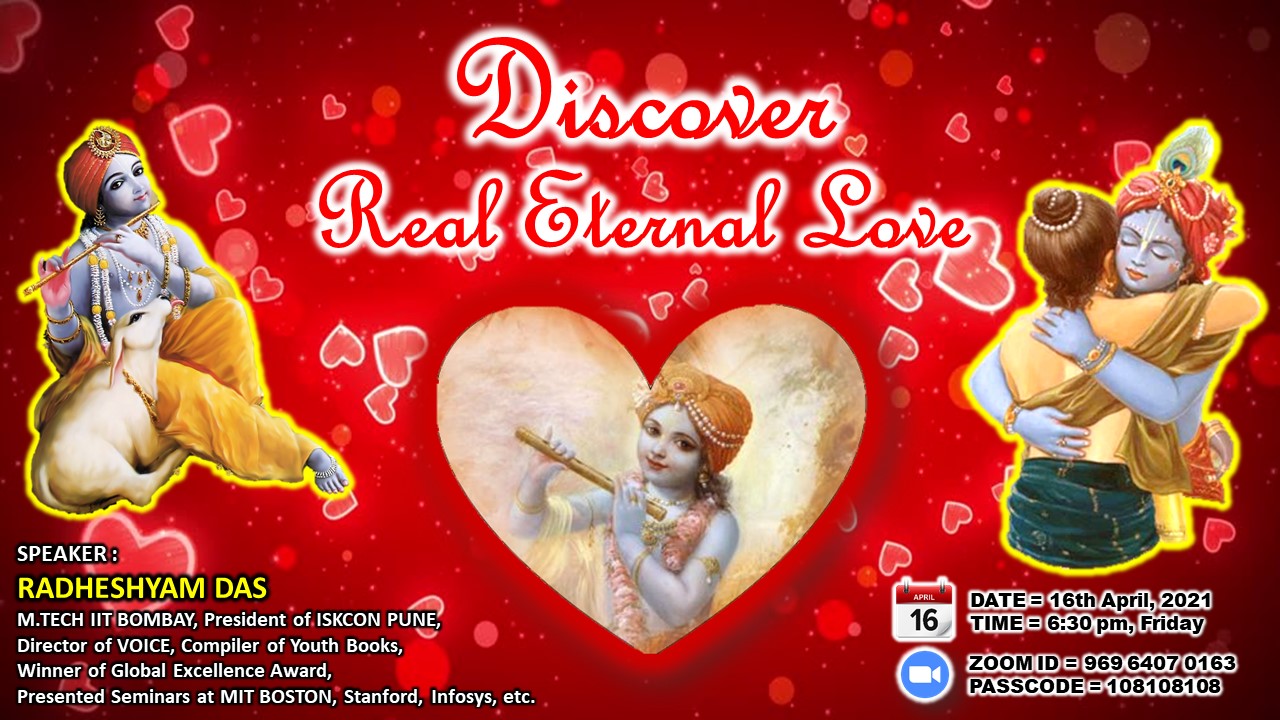 Discover
Real Eternal Love
SPEAKER :
RADHESHYAM DAS
M.TECH IIT BOMBAY, President of ISKCON PUNE,
Director of VOICE, Compiler of Youth Books,
Winner of Global Excellence Award,
Presented Seminars at MIT BOSTON, Stanford, Infosys, etc.
APRIL
16
DATE = 16th April, 2021
TIME = 6:30 pm, Friday
ZOOM ID = 969 6407 0163
PASSCODE = 108108108